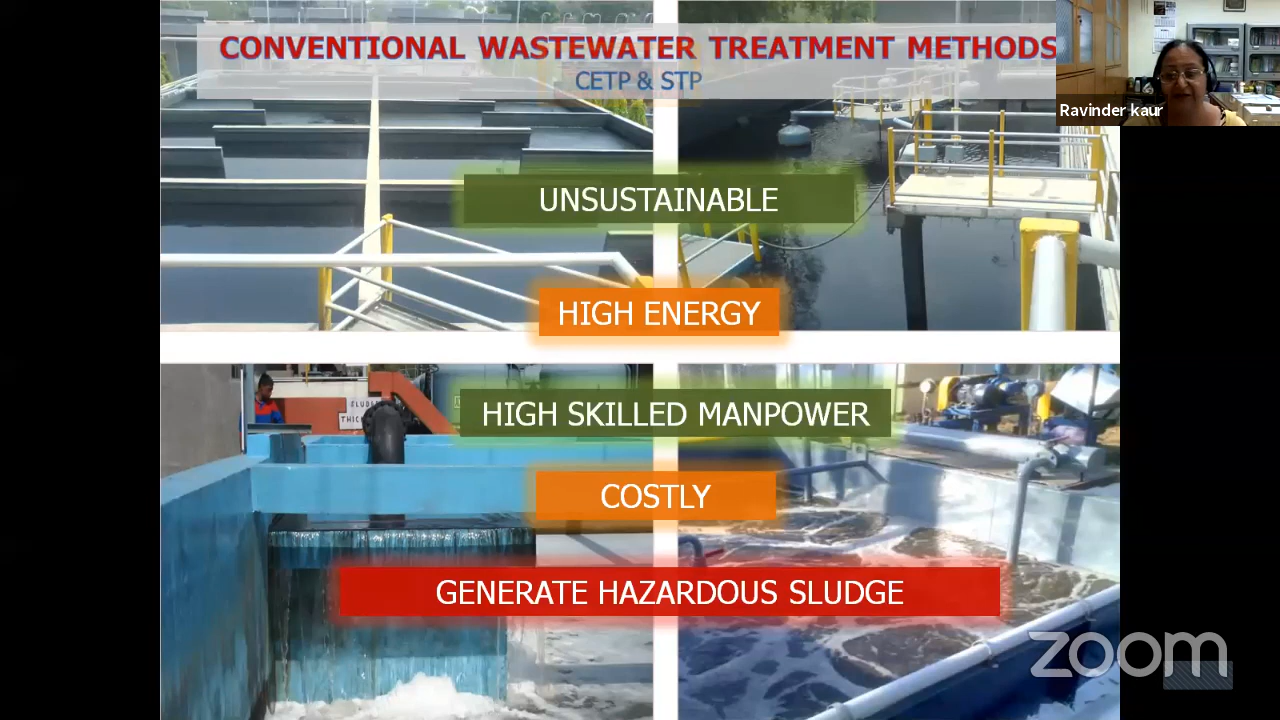 CONVENTIONAL WASTEWATER TREATMENT METHODS
CETP & STP
Ravinder kaur
UNSUSTAINABLE
HIGH ENERGY
HIGH SKILLED MANPOWER
COSTLY
GENERATE HAZARDOUS SLUDGE
zoom